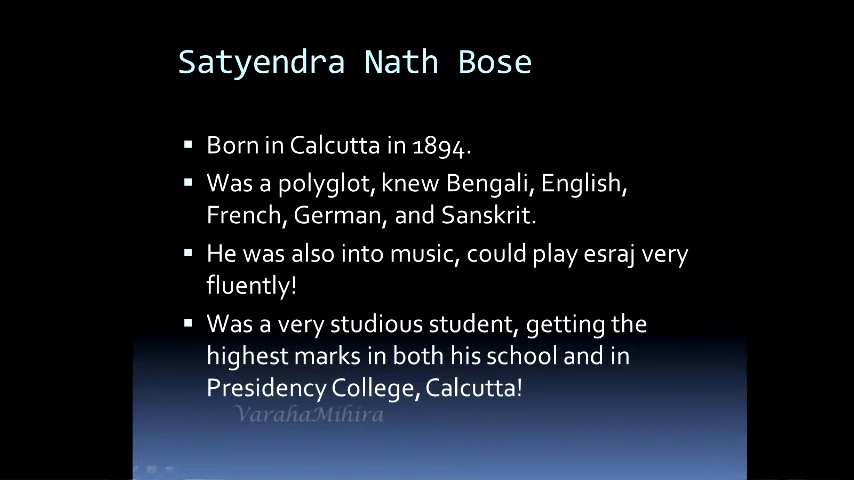 Satyendra Nath Bose
▪ Born in Calcutta in 1894.
▪ Was a polyglot, knew Bengali, English,
French, German, and Sanskrit.
▪ He was also into music, could play esraj very
fluently!
▪ Was a very studious student, getting the
highest marks in both his school and in
Presidency College, Calcutta!
VarahaMihira